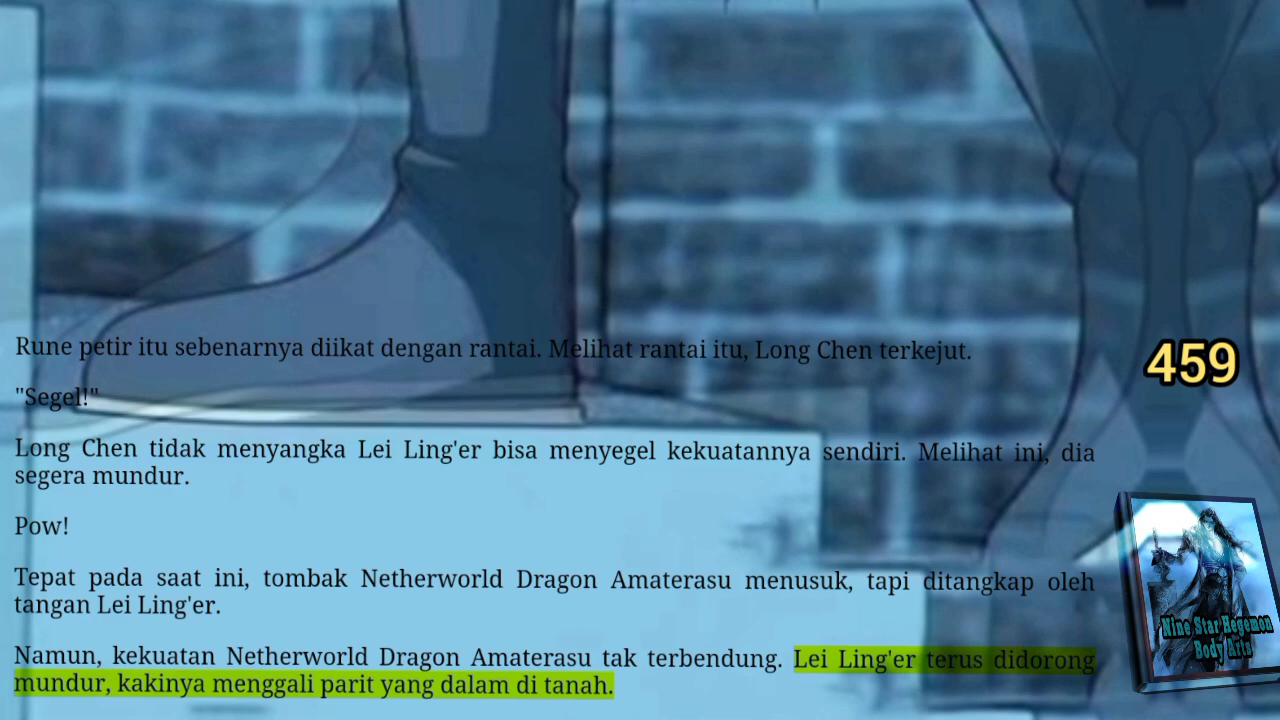 Rune petir itu sebenarnya diikat dengan rantai. Melihat rantai itu, Long Chen terkejut.
"Segel!"
Long Chen tidak menyangka Lei Ling'er bisa menyegel kekuatannya sendiri. Melihat ini, dia
segera mundur.
Pow!
Tepat pada saat ini, tombak Netherworld Dragon Amaterasu menusuk, tapi ditangkap oleh
tangan Lei Ling'er.
Namun, kekuatan Netherworld Dragon Amaterasu tak terbendung. Lei Ling'er terus didorong
mundur, kakinya menggali parit yang dalam di tanah.
459
Nine Star Hegemon
Body Arts